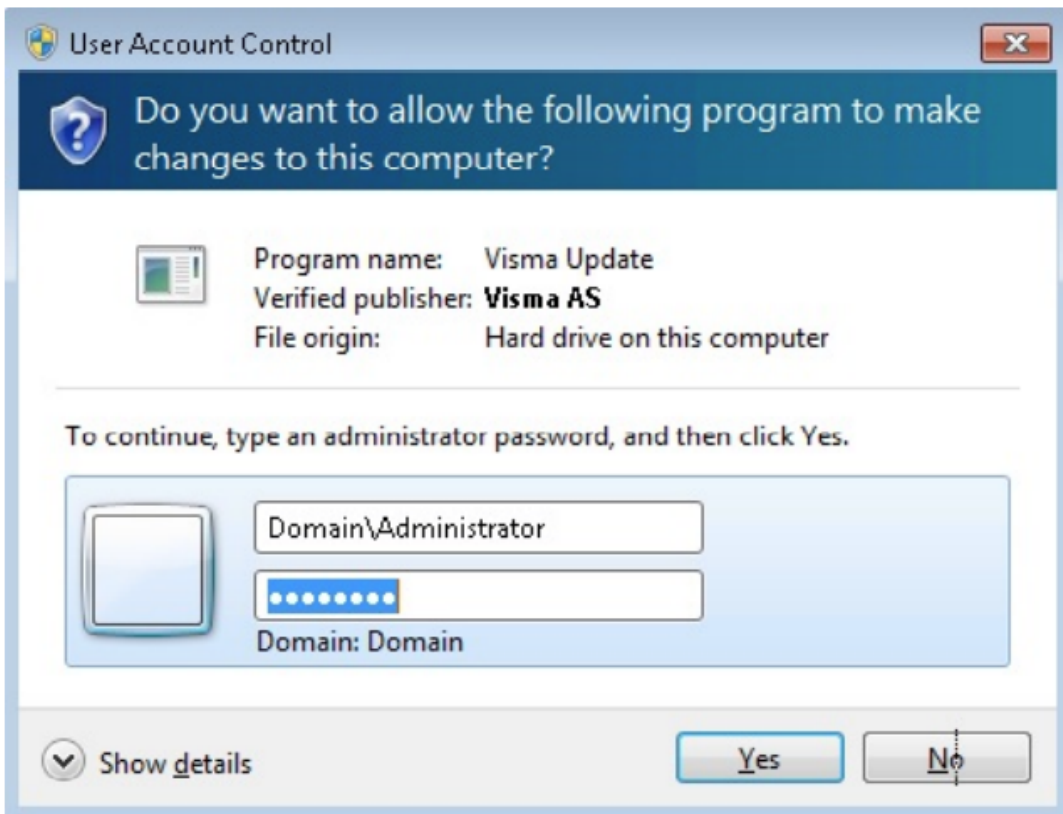 User Account Control
Do you want to allow the following program to make
changes to this computer?
Program name: Visma Update
Verified publisher: Visma AS
File origin: Hard drive on this computer
To continue, type an administrator password, and then click Yes.
Domain\Administrator
••••••••
Domain: Domain
Show details
Yes
No